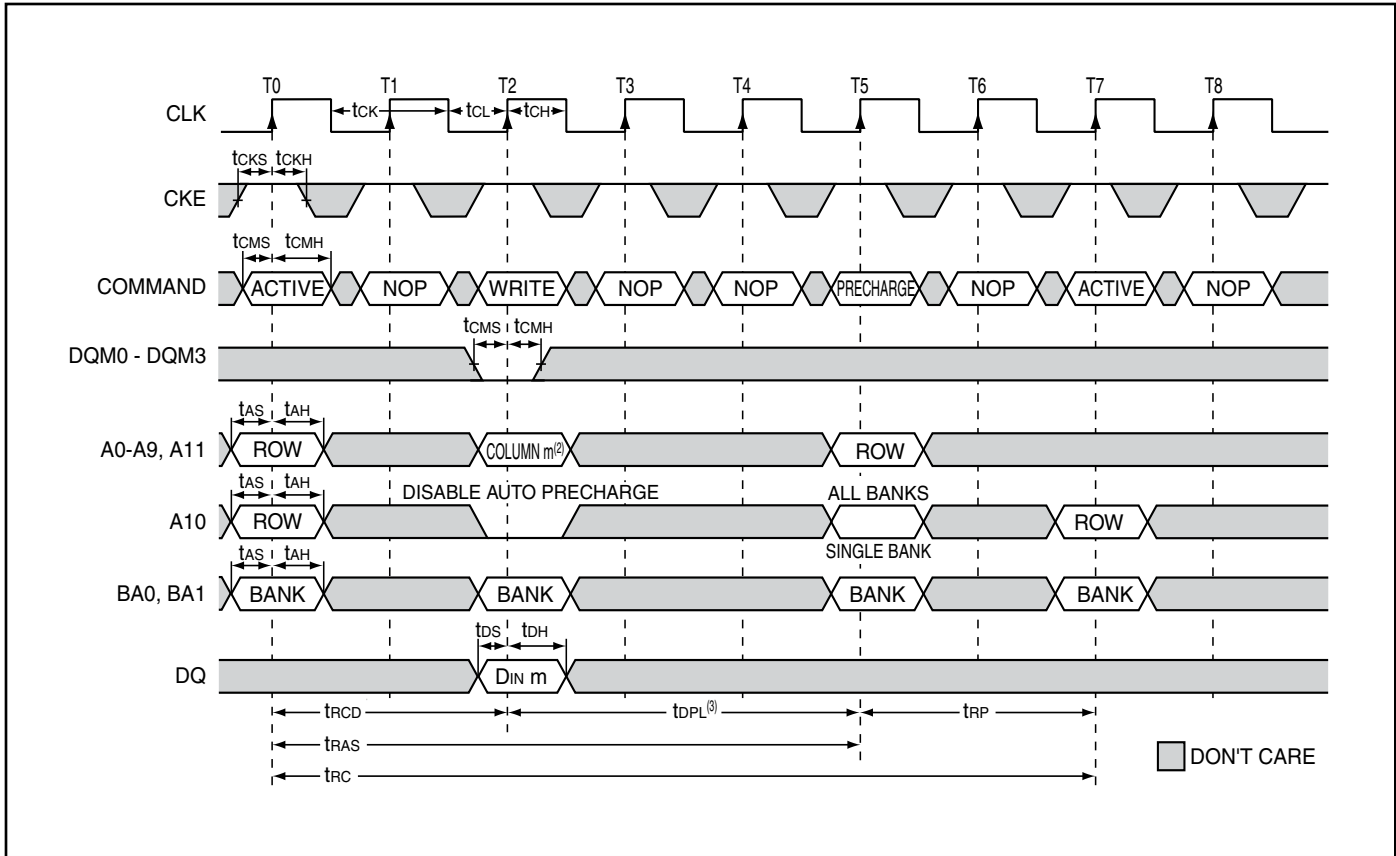 T0 T1 T2 T3 T4 T5 T6 T7 T8
CLK tCK tCL tCH
tCKS tCKH
CKE
tCMS tCMH
COMMAND ACTIVE NOP WRITE NOP NOP PRECHARGE NOP ACTIVE NOP
tCMS tCMH
DQM0 - DQM3
tAS tAH
A0-A9, A11 ROW COLUMN m(2) ROW
tAS tAH DISABLE AUTO PRECHARGE ALL BANKS
A10 ROW ROW
tAS tAH SINGLE BANK
BA0, BA1 BANK BANK BANK BANK
tDS tDH
DQ DIN m
tRCD tDPL(3) tRP
tRAS
DON'T CARE
tRC